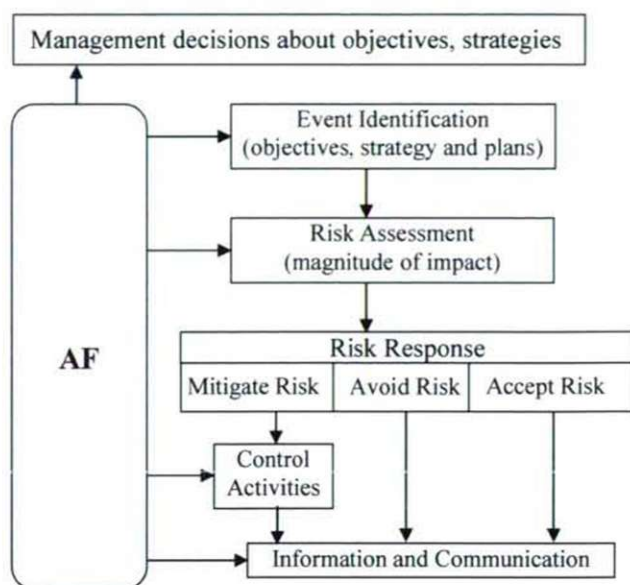 Management decisions about objectives, strategies
Event Identification
(objectives, strategy and plans)
Risk Assessment
(magnitude of impact)
AF
Risk Response
Mitigate Risk
Avoid Risk
Accept Risk
Control
Activities
Information and Communication